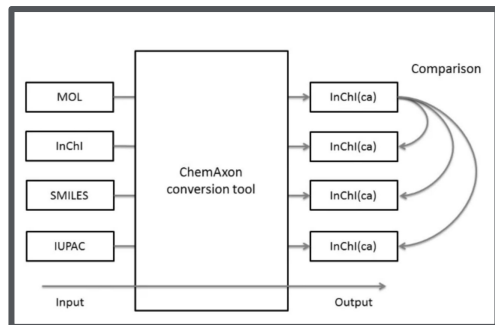 Comparison
MOL
InChI(ca)
InChI
InChI(ca)
ChemAxon
conversion tool
SMILES
InChI(ca)
IUPAC
InChI(ca)
Input
Output